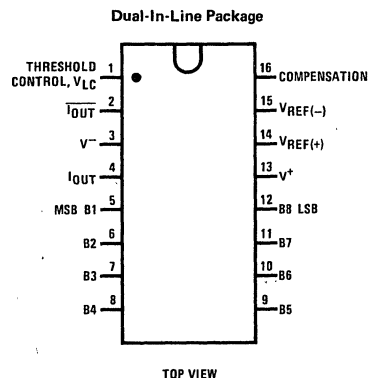 Dual-In-Line Package
THRESHOLD
CONTROL, VLC
1
16
COMPENSATION
IOUT
2
15
VREF(−)
V−
3
14
VREF(+)
IOUT
4
13
V+
MSB B1
5
12
B8 LSB
B2
6
11
B7
B3
7
10
B6
B4
8
9
B5
TOP VIEW